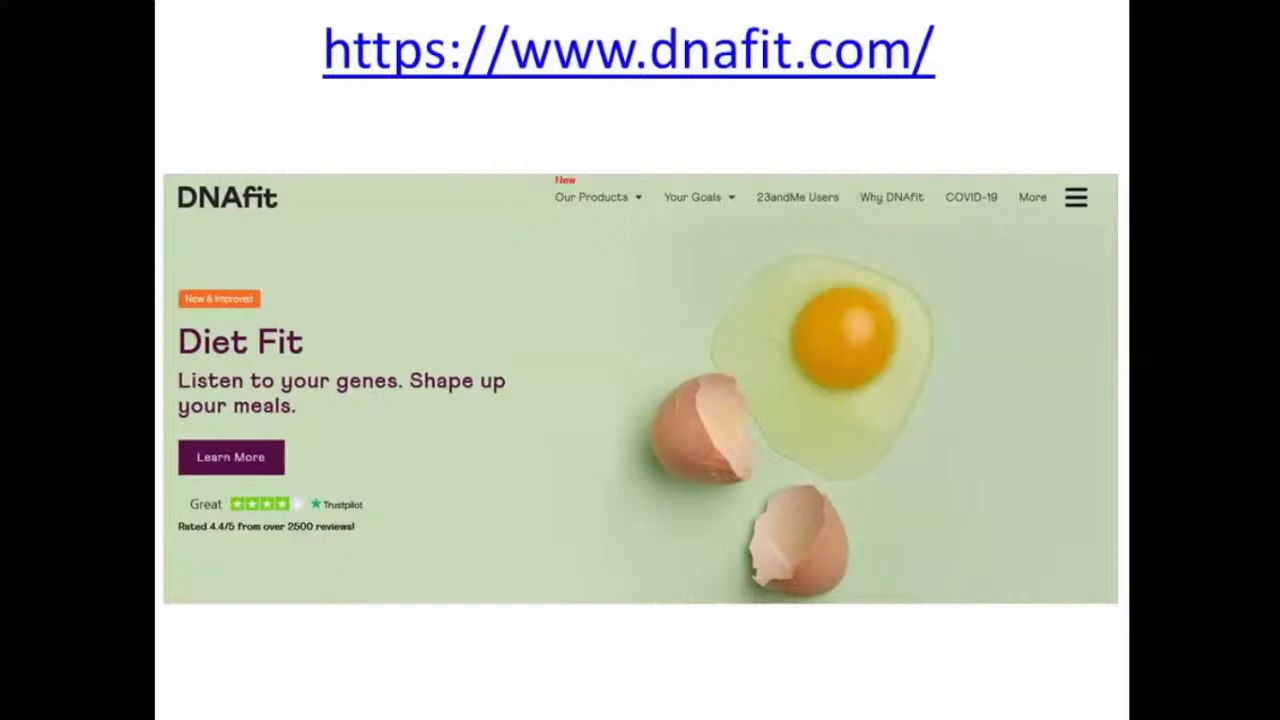 https://www.dnafit.com/
DNAfit
New
Our Products Your Goals 23andMe Users Why DNAfit COVID-19 More
New & Improved
Diet Fit
Listen to your genes. Shape up
your meals.
Learn More
Great Trustpilot
Rated 4.4/5 from over 2500 reviews!